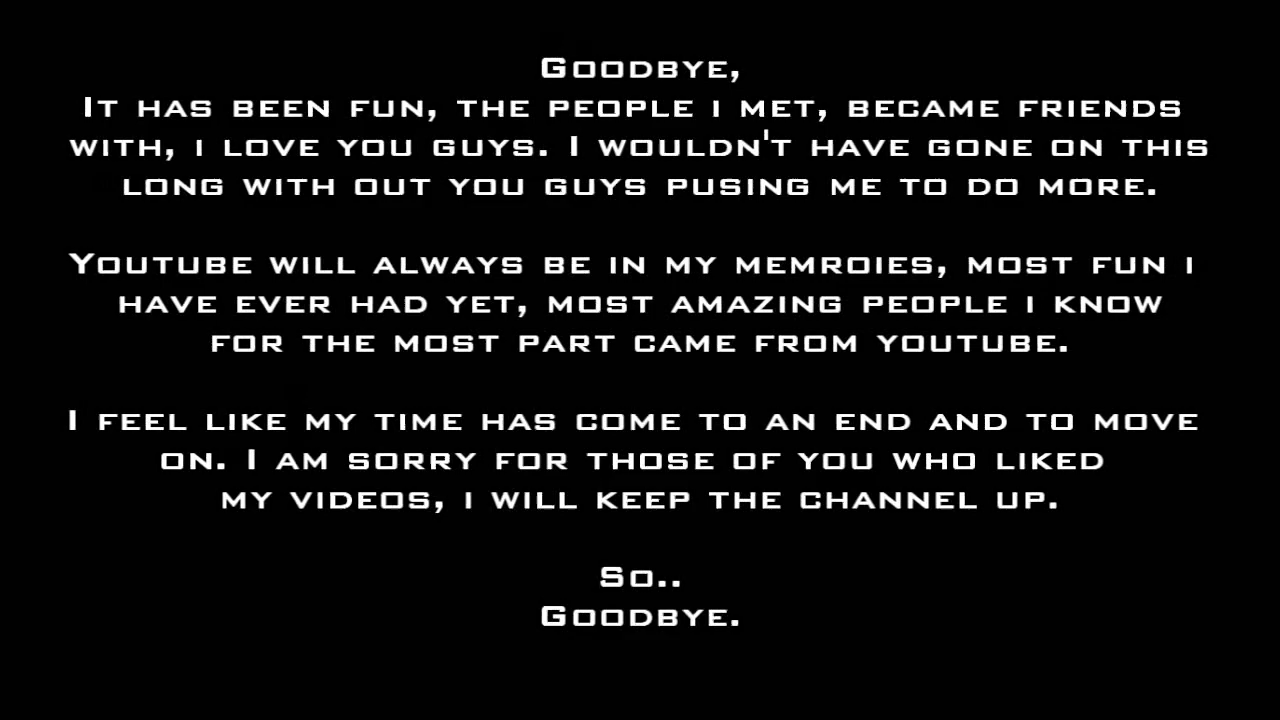 Goodbye,
It has been fun, the people i met, became friends
with, i love you guys. I wouldn't have gone on this
long with out you guys pusing me to do more.
Youtube will always be in my memroies, most fun i
have ever had yet, most amazing people i know
for the most part came from youtube.
I feel like my time has come to an end and to move
on. I am sorry for those of you who liked
my videos, i will keep the channel up.
So..
Goodbye.